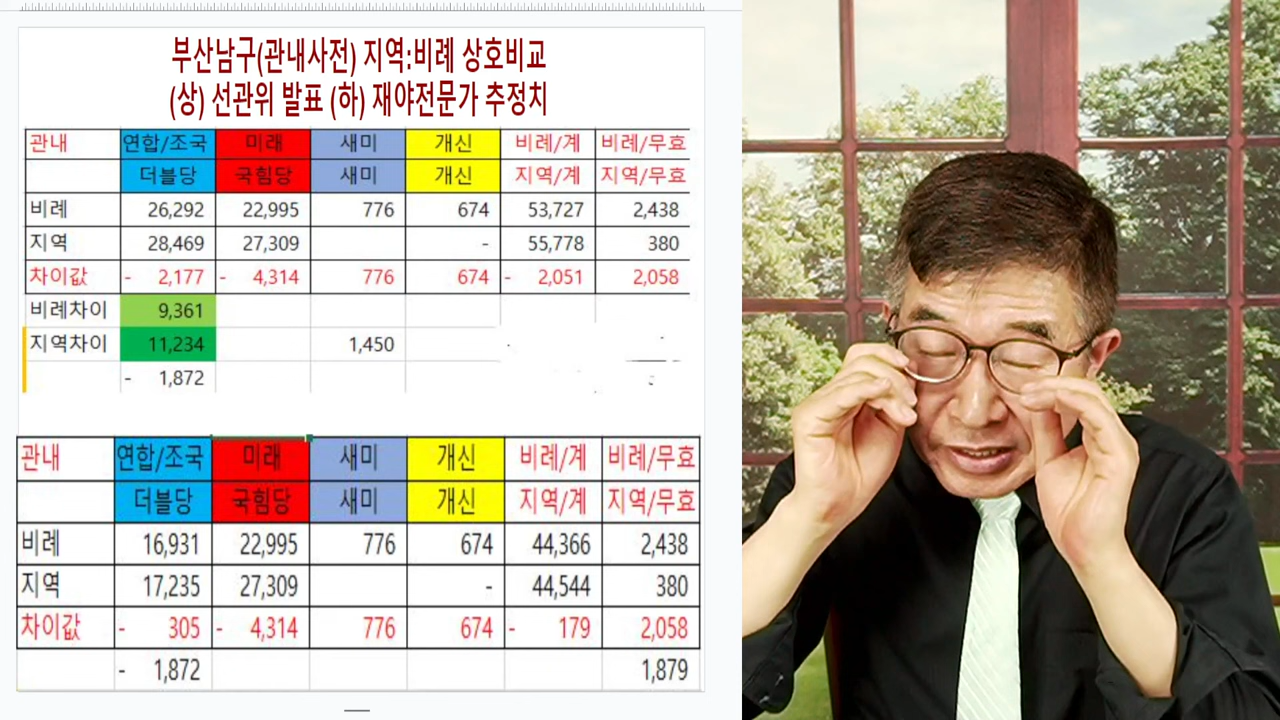 부산남구(관내사전) 지역:비례 상호비교
(상) 선관위 발표 (하) 재야전문가 추정치
관내 연합/조국 미래 새미 개신 비례/계 비례/무효
더블당 국힘당 새미 개신 지역/계 지역/무효
비례 26,292 22,995 776 674 53,727 2,438
지역 28,469 27,309 - 55,778 380
차이값 - 2,177 - 4,314 776 674 - 2,051 2,058
비례차이 9,361
지역차이 11,234 1,450
- 1,872
관내 연합/조국 미래 새미 개신 비례/계 비례/무효
더블당 국힘당 새미 개신 지역/계 지역/무효
비례 16,931 22,995 776 674 44,366 2,438
지역 17,235 27,309 - 44,544 380
차이값 - 305 - 4,314 776 674 - 179 2,058
- 1,872 1,879